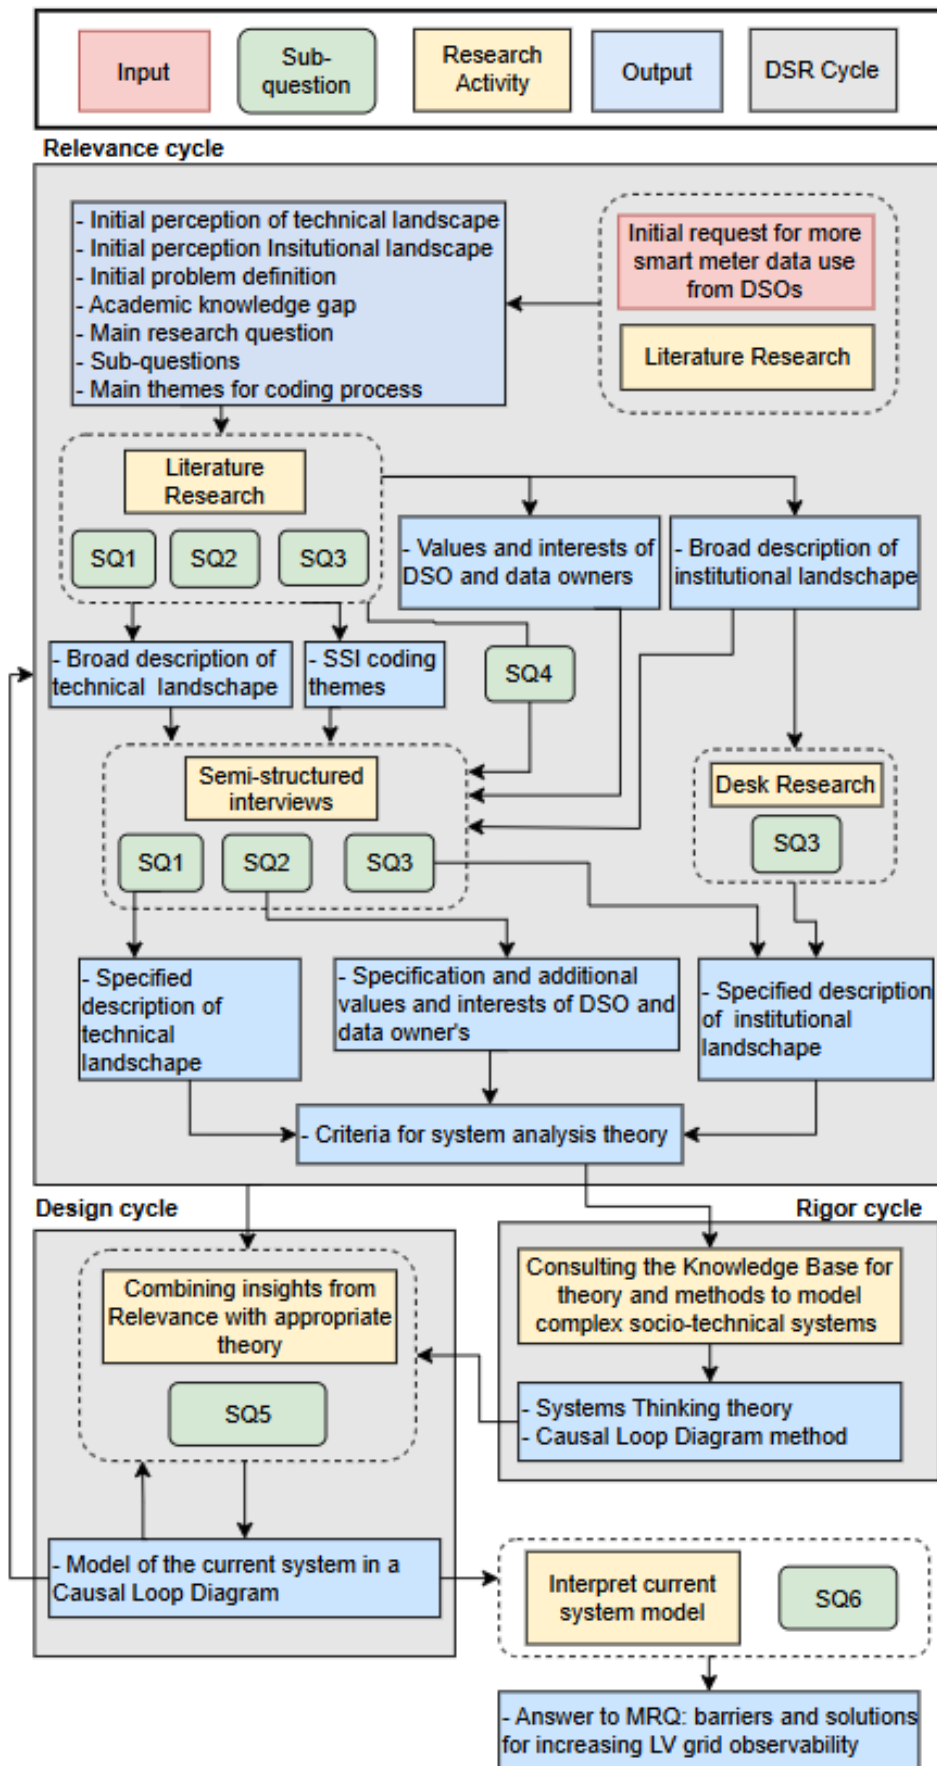 Input
Sub-
question
Research
Activity
Output
DSR Cycle
Relevance cycle
- Initial perception of technical landscape
- Initial perception Insitutional landscape
- Initial problem definition
- Academic knowledge gap
- Main research question
- Sub-questions
- Main themes for coding process
Initial request for more
smart meter data use
from DSOs
Literature Research
Literature
Research
SQ1
SQ2
SQ3
- Values and interests of
DSO and data owners
- Broad description of
institutional landschape
- Broad description of
technical landschape
- SSI coding
themes
SQ4
Semi-structured
interviews
SQ1
SQ2
SQ3
Desk Research
SQ3
- Specified
description of
technical
landschape
- Specification and additional
values and interests of DSO and
data owner's
- Specified description
of institutional
landschape
- Criteria for system analysis theory
Design cycle
Rigor cycle
Combining insights from
Relevance with appropriate
theory
SQ5
Consulting the Knowledge Base for
theory and methods to model
complex socio-technical systems
- Systems Thinking theory
- Causal Loop Diagram method
- Model of the current system in a
Causal Loop Diagram
Interpret current
system model
SQ6
- Answer to MRQ: barriers and solutions
for increasing LV grid observability